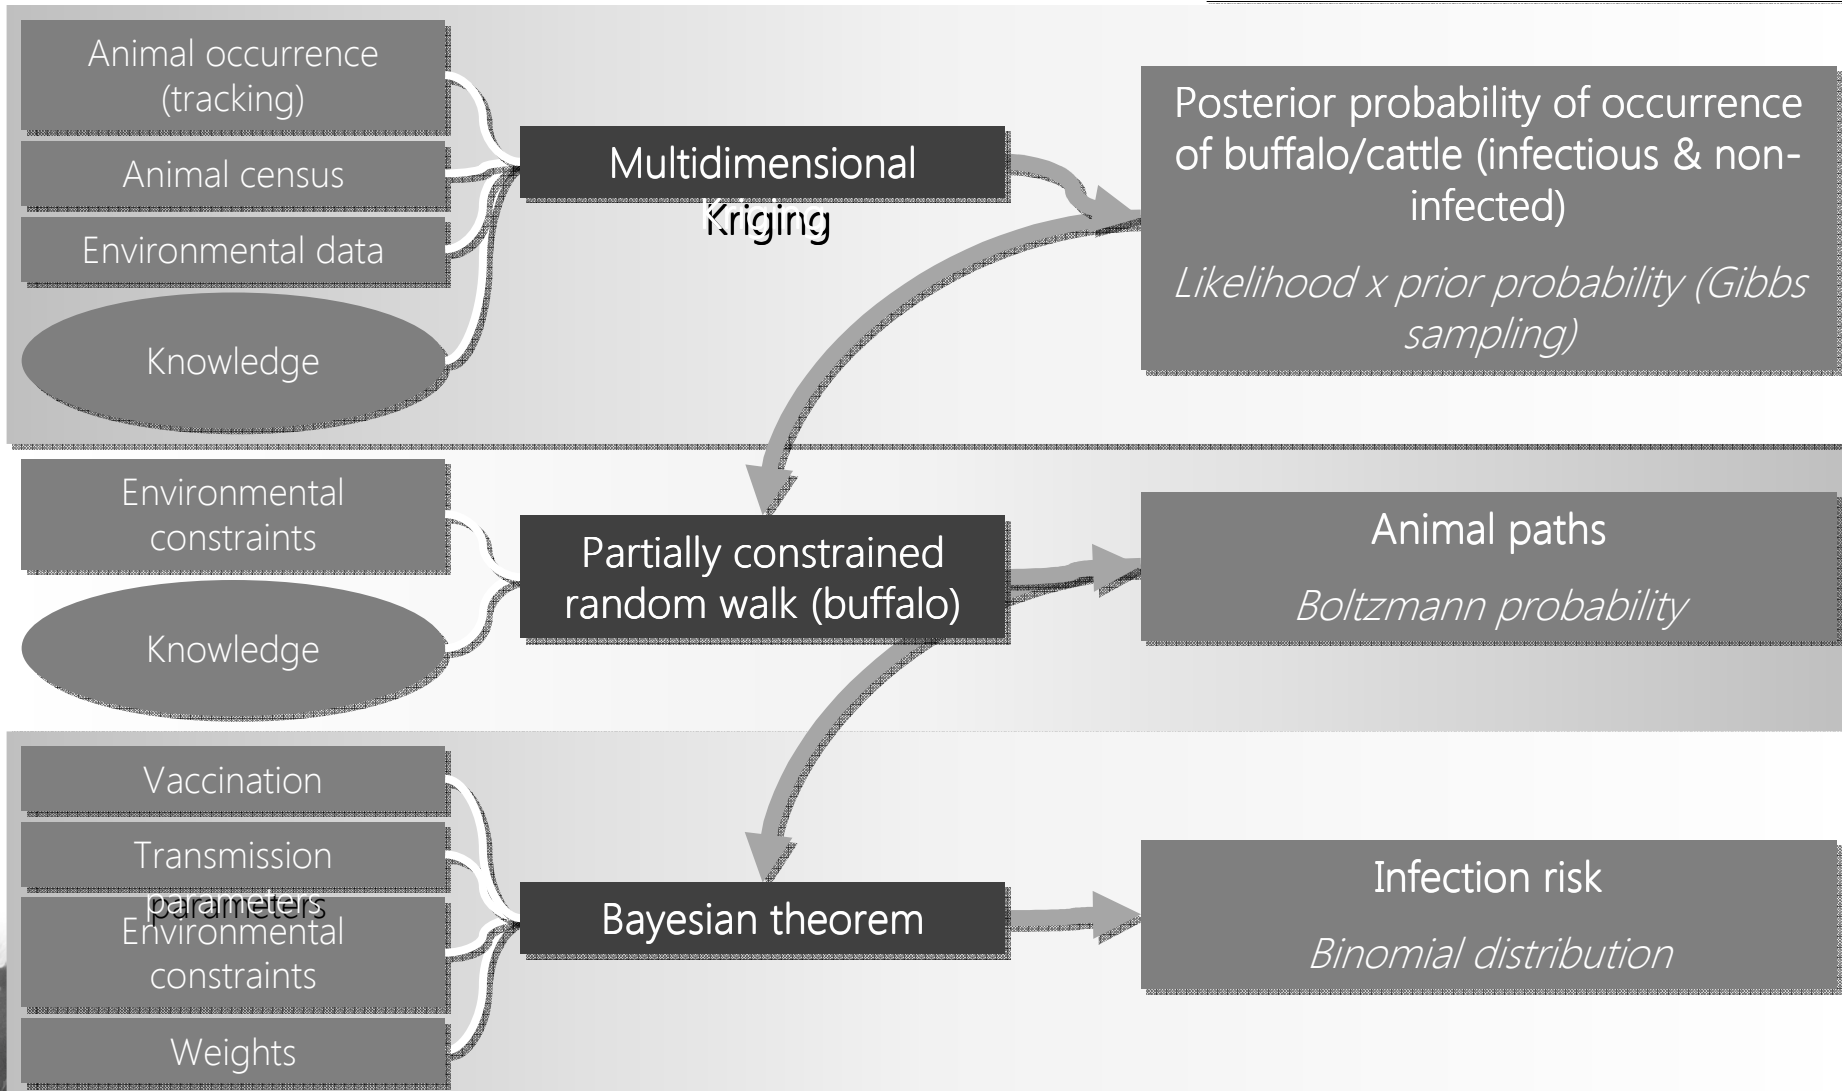 Animal occurrence
(tracking)
Animal census
Environmental data
Knowledge
Multidimensional
Kriging
Posterior probability of occurrence
of buffalo/cattle (infectious & non-
infected)
Likelihood x prior probability (Gibbs
sampling)
Environmental
constraints
Knowledge
Partially constrained
random walk (buffalo)
Animal paths
Boltzmann probability
Vaccination
Transmission
parameters
Environmental
constraints
Weights
Bayesian theorem
Infection risk
Binomial distribution